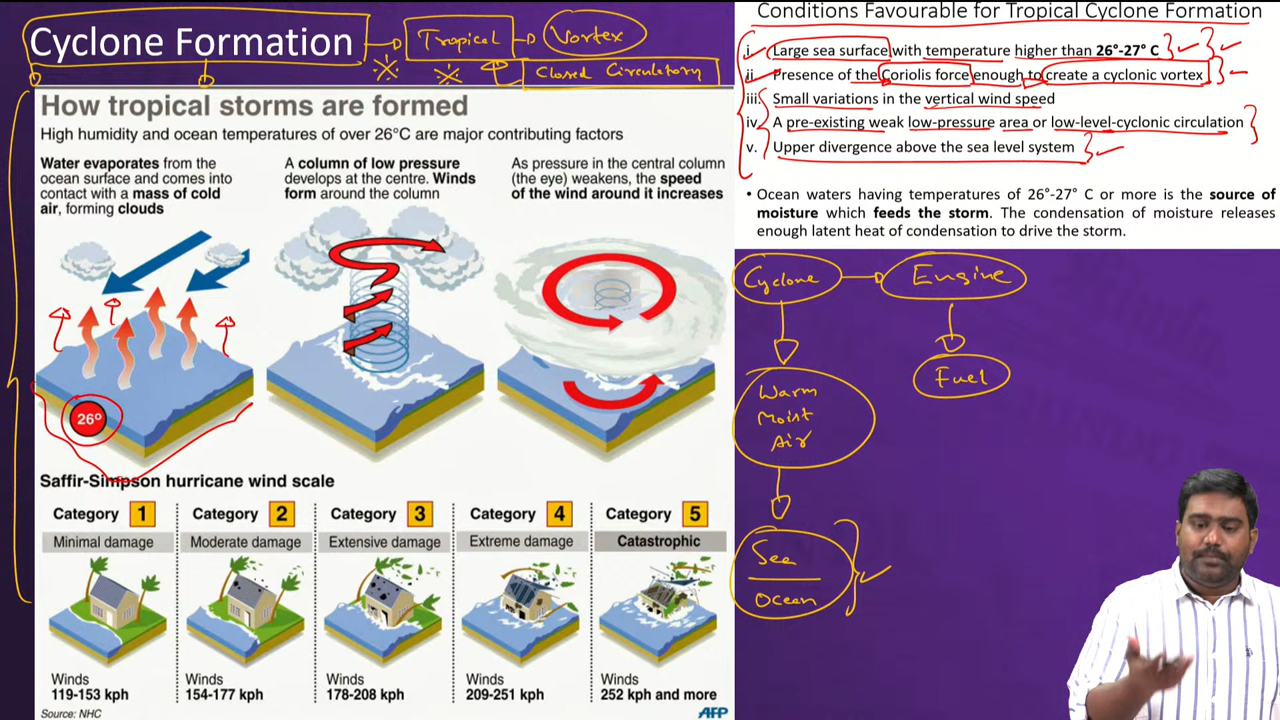 Cyclone Formation
Tropical
Vortex
Closed Circulatory
How tropical storms are formed
High humidity and ocean temperatures of over 26°C are major contributing factors
Water evaporates from the
ocean surface and comes into
contact with a mass of cold
air, forming clouds
A column of low pressure
develops at the centre. Winds
form around the column
As pressure in the central column
(the eye) weakens, the speed
of the wind around it increases
26°
Saffir-Simpson hurricane wind scale
Category 1
Minimal damage
Winds
119-153 kph
Category 2
Moderate damage
Winds
154-177 kph
Category 3
Extensive damage
Winds
178-208 kph
Category 4
Extreme damage
Winds
209-251 kph
Category 5
Catastrophic
Winds
252 kph and more
Source: NHC
AFP
Conditions Favourable for Tropical Cyclone Formation
i. Large sea surface with temperature higher than 26°-27° C
ii. Presence of the Coriolis force enough to create a cyclonic vortex
iii. Small variations in the vertical wind speed
iv. A pre-existing weak low-pressure area or low-level-cyclonic circulation
v. Upper divergence above the sea level system
• Ocean waters having temperatures of 26°-27° C or more is the source of
moisture which feeds the storm. The condensation of moisture releases
enough latent heat of condensation to drive the storm.
Cyclone
Engine
Fuel
Warm
Moist
Air
Sea
Ocean